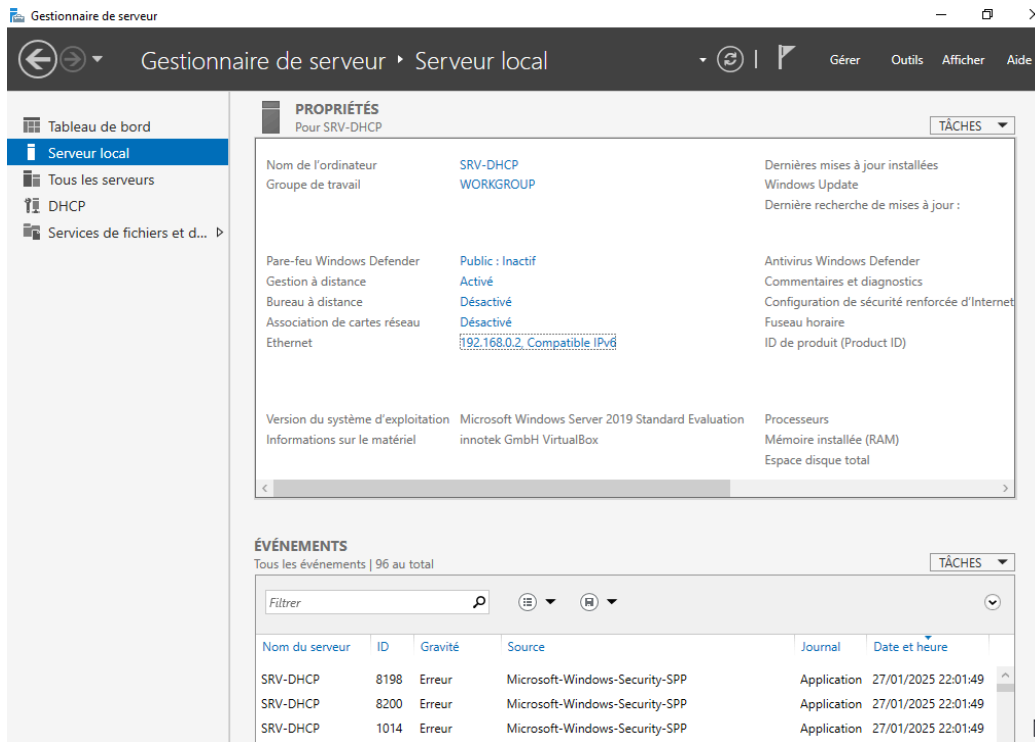 Gestionnaire de serveur
Gestionnaire de serveur ‣ Serveur local
Gérer Outils Afficher Aide
Tableau de bord
Serveur local
Tous les serveurs
DHCP
Services de fichiers et d...
PROPRIÉTÉS
Pour SRV-DHCP
TÂCHES
Nom de l'ordinateur SRV-DHCP Dernières mises à jour installées
Groupe de travail WORKGROUP Windows Update
Dernière recherche de mises à jour :
Pare-feu Windows Defender Public : Inactif Antivirus Windows Defender
Gestion à distance Activé Commentaires et diagnostics
Bureau à distance Désactivé Configuration de sécurité renforcée d'Internet
Association de cartes réseau Désactivé Fuseau horaire
Ethernet 192.168.0.2, Compatible IPv6 ID de produit (Product ID)
Version du système d'exploitation Microsoft Windows Server 2019 Standard Evaluation Processeurs
Informations sur le matériel innotek GmbH VirtualBox Mémoire installée (RAM)
Espace disque total
ÉVÉNEMENTS
Tous les événements | 96 au total
TÂCHES
Filtrer
Nom du serveur ID Gravité Source Journal Date et heure
SRV-DHCP 8198 Erreur Microsoft-Windows-Security-SPP Application 27/01/2025 22:01:49
SRV-DHCP 8200 Erreur Microsoft-Windows-Security-SPP Application 27/01/2025 22:01:49
SRV-DHCP 1014 Erreur Microsoft-Windows-Security-SPP Application 27/01/2025 22:01:49